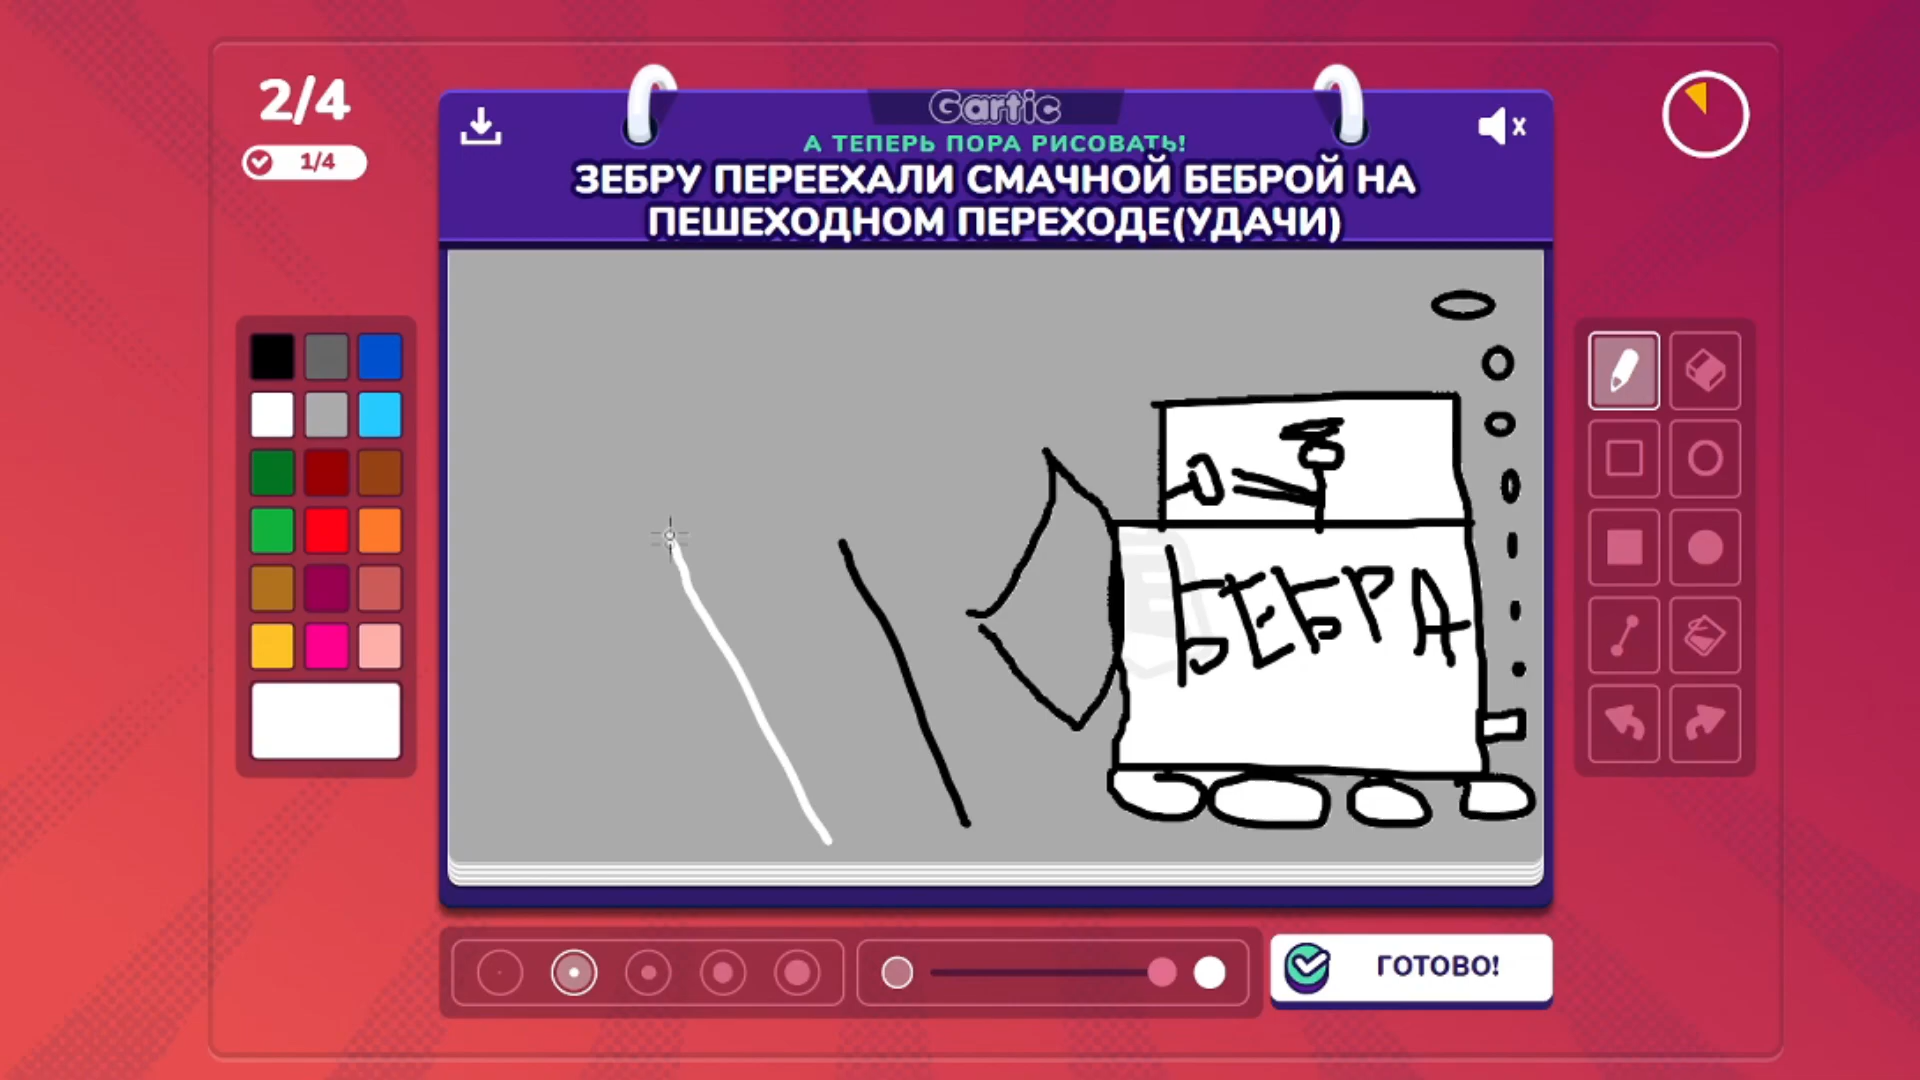 2/4
1/4
Gartic
А ТЕПЕРЬ ПОРА РИСОВАТЬ!
ЗЕБРУ ПЕРЕЕХАЛИ СМАЧНОЙ БЕБРОЙ НА
ПЕШЕХОДНОМ ПЕРЕХОДЕ(УДАЧИ)
БЕБРА
ГОТОВО!